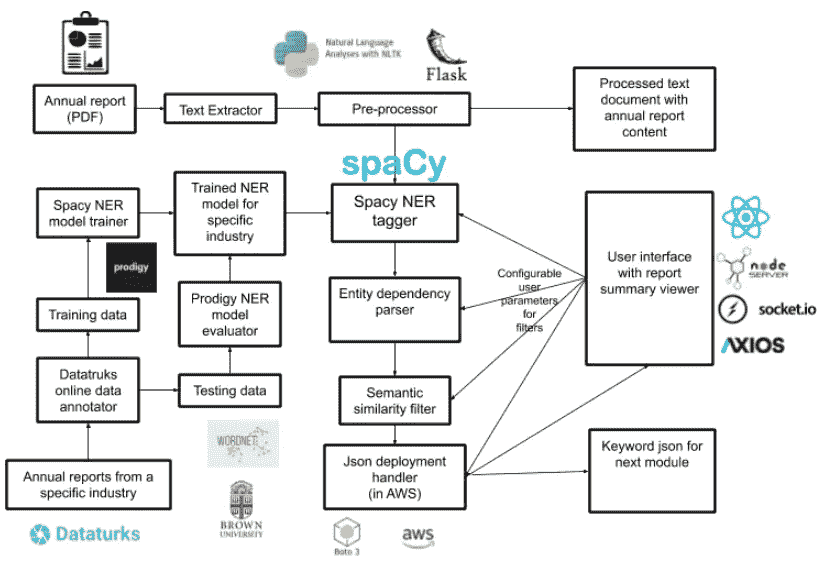 Natural Language
Analyses with NLTK
Flask
Annual report
(PDF)
Text Extractor
Pre-processor
Processed text
document with
annual report
content
spaCy
Spacy NER
model trainer
Trained NER
model for
specific
industry
Spacy NER
tagger
User interface
with report
summary viewer
node
SERVER
socket.io
AXIOS
prodigy
Configurable
user
parameters
for
filters
Training data
Prodigy NER
model
evaluator
Entity dependency
parser
Datatruks
online data
annotator
Testing data
Semantic
similarity filter
WORDNET
Annual reports from a
specific industry
Json deployment
handler
(in AWS)
Keyword json for
next module
Dataturks
BROWN
UNIVERSITY
Boto 3
aws